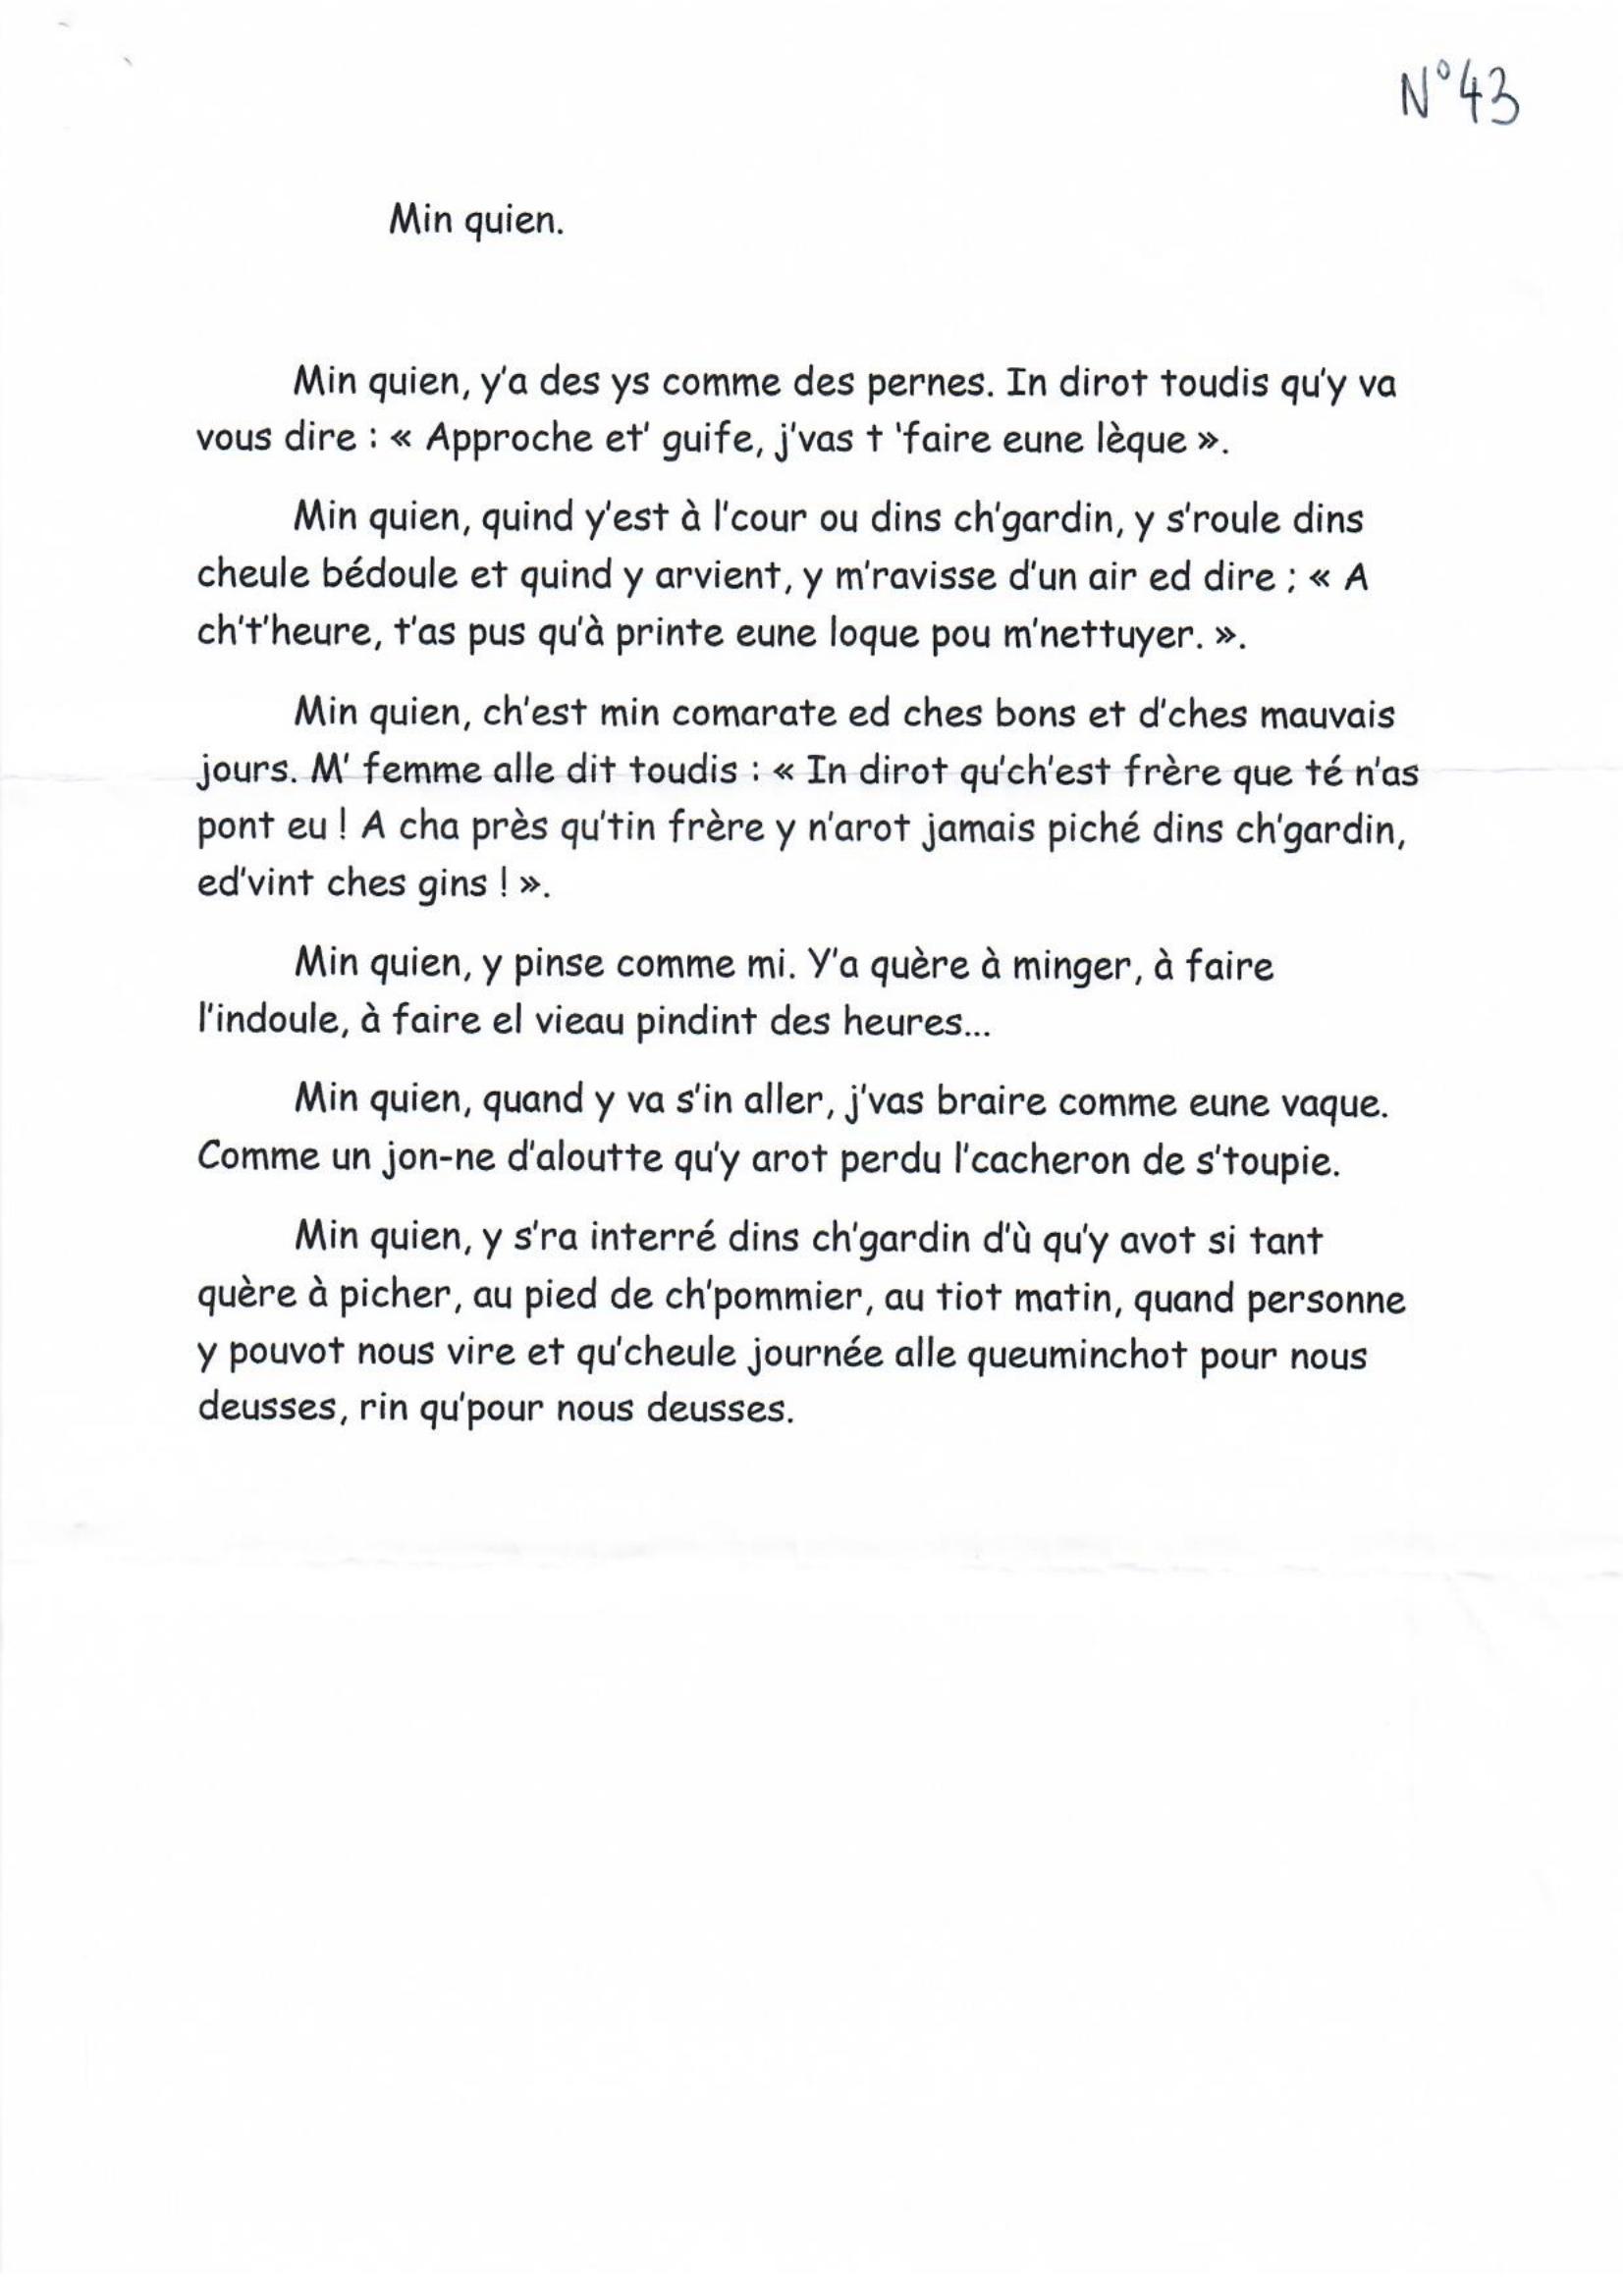 N°43
Min quien.
Min quien, y'a des ys comme des pernes. In dirot toudis qu'y va
vous dire : « Approche et' guife, j'vas t 'faire eune lèque ».
Min quien, quind y'est à l'cour ou dins ch'gardin, y s'roule dins
cheule bédoule et quind y arvient, y m'ravisse d'un air ed dire ; « A
ch't'heure, t'as pus qu'à printe eune loque pou m'nettuyer. ».
Min quien, ch'est min comarate ed ches bons et d'ches mauvais
jours. M' femme alle dit toudis : « In dirot qu'ch'est frère que té n'as
pont eu ! A cha près qu'tin frère y n'arot jamais piché dins ch'gardin,
ed'vint ches gins ! ».
Min quien, y pinse comme mi. Y'a quère à minger, à faire
l'indoule, à faire el vieau pindint des heures...
Min quien, quand y va s'in aller, j'vas braire comme eune vaque.
Comme un jon-ne d'aloutte qu'y arot perdu l'cacheron de s'toupie.
Min quien, y s'ra interré dins ch'gardin d'ù qu'y avot si tant
quère à picher, au pied de ch'pommier, au tiot matin, quand personne
y pouvot nous vire et qu'cheule journée alle queuminchot pour nous
deusses, rin qu'pour nous deusses.